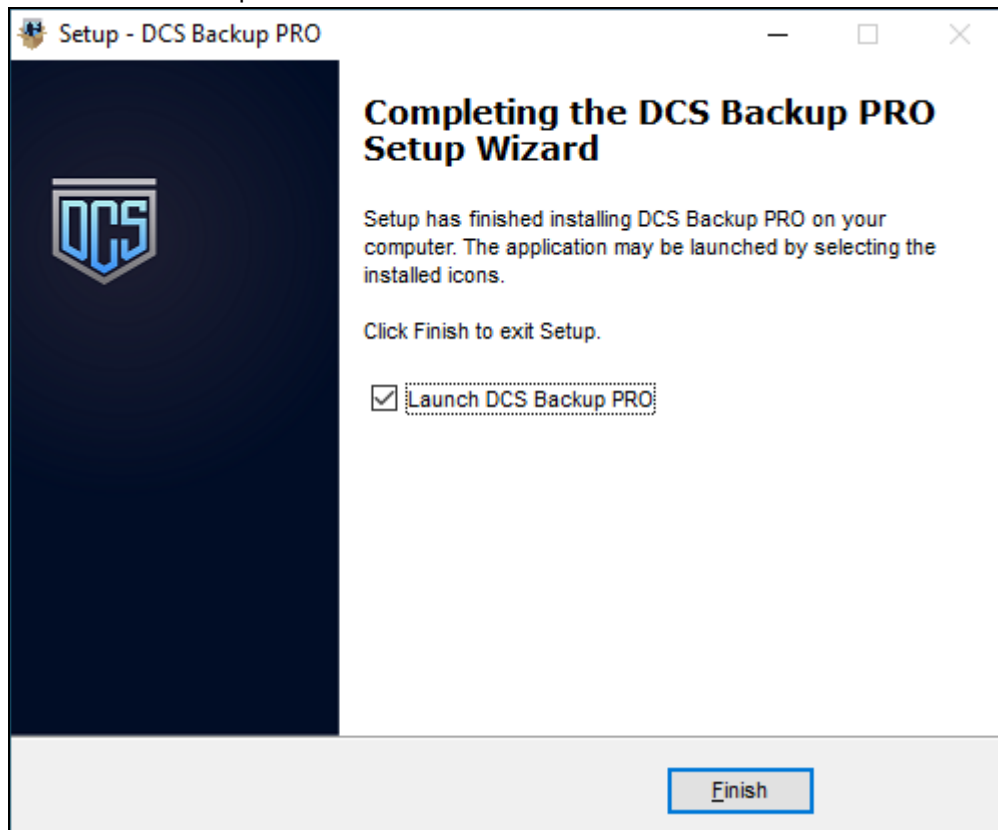 Setup - DCS Backup PRO
Completing the DCS Backup PRO
Setup Wizard
DCS
Setup has finished installing DCS Backup PRO on your
computer. The application may be launched by selecting the
installed icons.
Click Finish to exit Setup.
Launch DCS Backup PRO
Finish